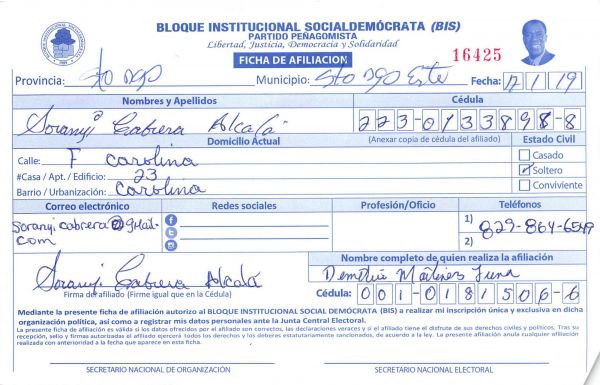 BLOQUE INSTITUCIONAL SOCIALDEMÓCRATA (BIS)
PARTIDO PEÑAGOMISTA
Libertad, Justicia, Democracia y Solidaridad
FICHA DE AFILIACION
16425
Provincia: Sto Dgo Municipio: Sto Dgo Este Fecha: 12/1/19
Nombres y Apellidos Cédula
Soranyi Cabrera Alcalá 223-0133898-8
Domicilio Actual (Anexar copia de cédula del afiliado) Estado Civil
Calle: F Carolina Casado
#Casa / Apt. / Edificio: 23 Soltero
Barrio / Urbanización: Carolina Conviviente
Correo electrónico Redes sociales Profesión/Oficio Teléfonos
Soranyi.cabrera@gmail. 1) 829-864-6549
com 2)
Nombre completo de quien realiza la afiliación
Soranyi Cabrera Alcalá Martines
Firma del afiliado (Firme igual que en la Cédula) Cédula: 001-0181506-6
Mediante la presente ficha de afiliación autorizo al BLOQUE INSTITUCIONAL SOCIAL DEMÓCRATA (BIS) a realizar mi inscripción única y exclusiva en dicha
organización política, así como a registrar mis datos personales ante la Junta Central Electoral.
La presente ficha de afiliación es válida si los datos ofrecidos por el afiliado son correctos, las declaraciones veraces y si el afiliado tiene el disfrute de sus derechos civiles y políticos. Tras su
recepción, sello y firmas autorizadas el afiliado ejercerá todos los derechos y los deberes estatutariamente sancionados, de acuerdo a la ley. La presente afiliación anula cualquier afiliación
realizada con anterioridad a la fecha que aparece en esta ficha.
SECRETARIO NACIONAL DE ORGANIZACIÓN SECRETARIO NACIONAL ELECTORAL